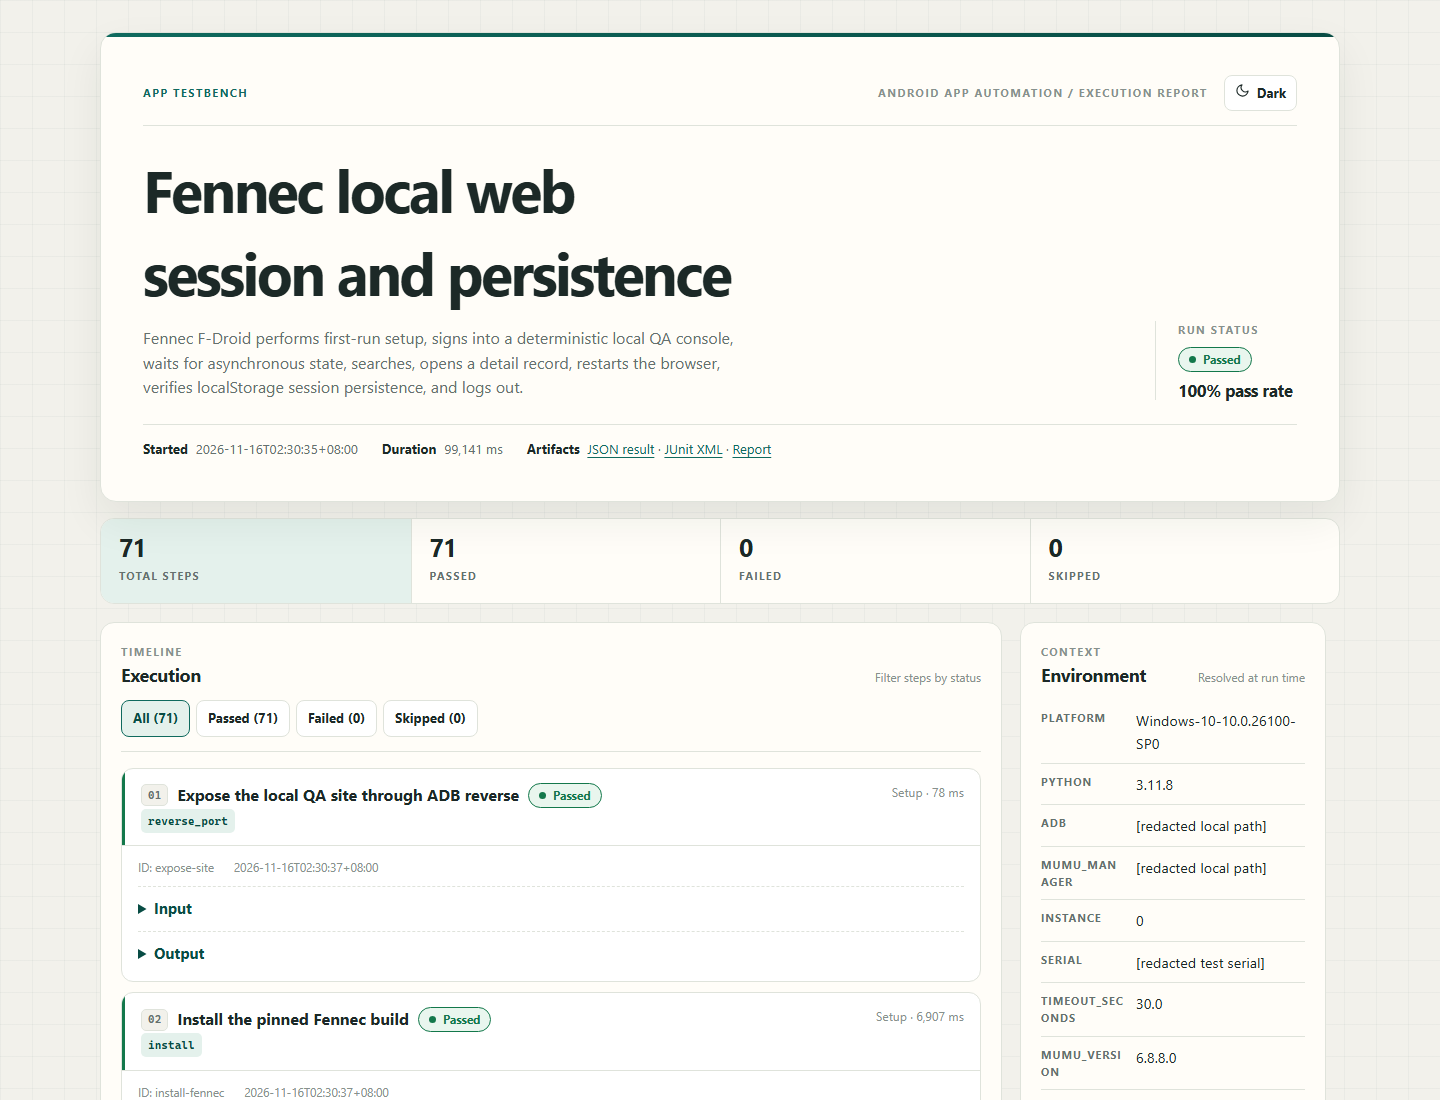 APP TESTBENCH
ANDROID APP AUTOMATION / EXECUTION REPORT
Dark
Fennec local web
session and persistence
Fennec F-Droid performs first-run setup, signs into a deterministic local QA console,
waits for asynchronous state, searches, opens a detail record, restarts the browser,
verifies localStorage session persistence, and logs out.
RUN STATUS
Passed
100% pass rate
Started 2026-11-16T02:30:35+08:00 Duration 99,141 ms Artifacts JSON result · JUnit XML · Report
71
TOTAL STEPS
71
PASSED
0
FAILED
0
SKIPPED
TIMELINE
Execution
Filter steps by status
All (71)
Passed (71)
Failed (0)
Skipped (0)
01 Expose the local QA site through ADB reverse Passed
Setup · 78 ms
reverse_port
ID: expose-site 2026-11-16T02:30:37+08:00
Input
Output
02 Install the pinned Fennec build Passed
Setup · 6,907 ms
install
ID: install-fennec 2026-11-16T02:30:37+08:00
CONTEXT
Environment
Resolved at run time
PLATFORM
Windows-10-10.0.26100-
SP0
PYTHON
3.11.8
ADB
[redacted local path]
MUMU_MAN
AGER
[redacted local path]
INSTANCE
0
SERIAL
[redacted test serial]
TIMEOUT_SEC
ONDS
30.0
MUMU_VERSI
ON
6.8.8.0